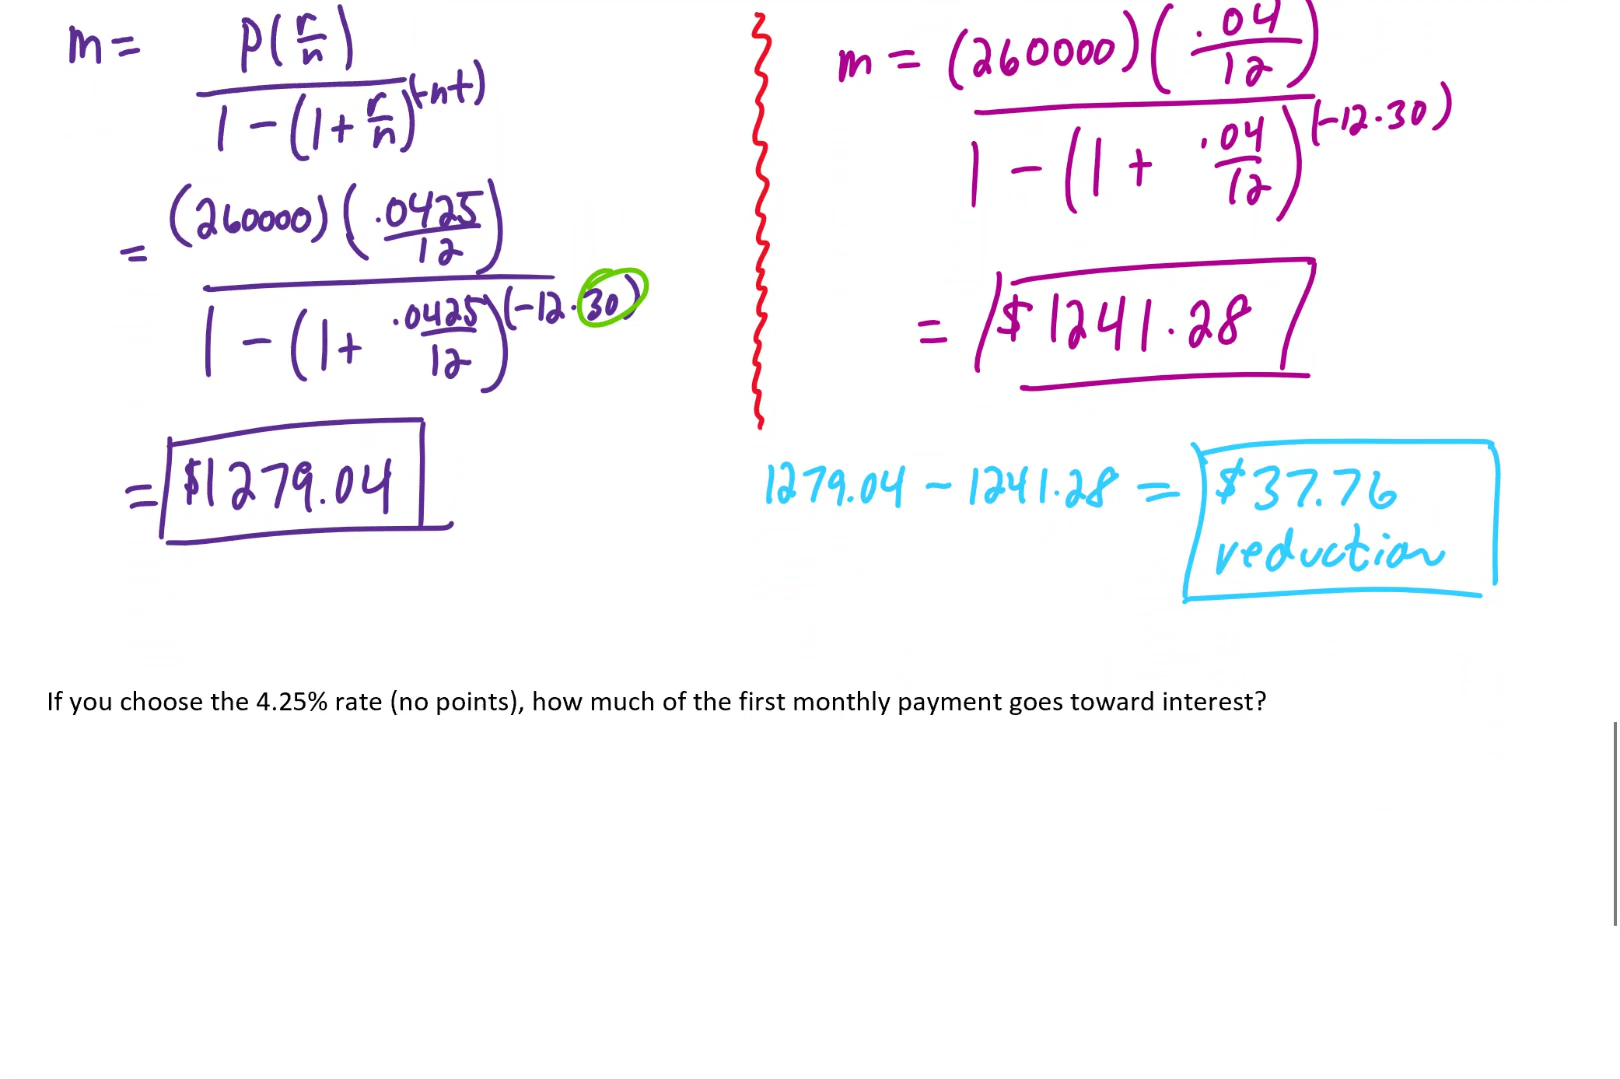 m = P(r/n) / 1 - (1 + r/n)^(-nt)
= (260000)(.0425/12) / 1 - (1 + .0425/12)^(-12·30)
= $1279.04
m = (260000)(.04/12) / 1 - (1 + .04/12)^(-12·30)
= $1241.28
1279.04 - 1241.28 = $37.76
reduction
If you choose the 4.25% rate (no points), how much of the first monthly payment goes toward interest?